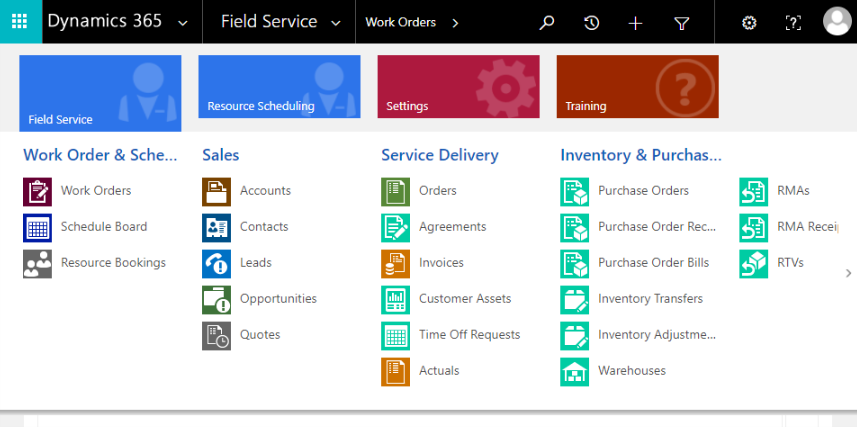 Dynamics 365 Field Service Work Orders
Field Service Resource Scheduling Settings Training
Work Order & Sche...
Work Orders
Schedule Board
Resource Bookings
Sales
Accounts
Contacts
Leads
Opportunities
Quotes
Service Delivery
Orders
Agreements
Invoices
Customer Assets
Time Off Requests
Actuals
Inventory & Purchas...
Purchase Orders
Purchase Order Rec...
Purchase Order Bills
Inventory Transfers
Inventory Adjustme...
Warehouses
RMAs
RMA Recei
RTVs